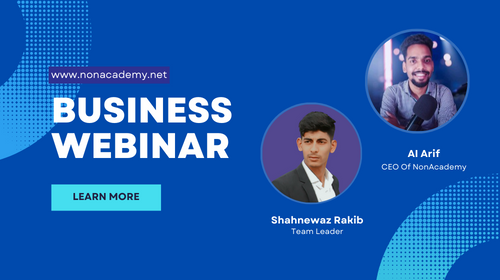 www.nonacademy.net
BUSINESS
WEBINAR
LEARN MORE
Al Arif
CEO Of NonAcademy
Shahnewaz Rakib
Team Leader